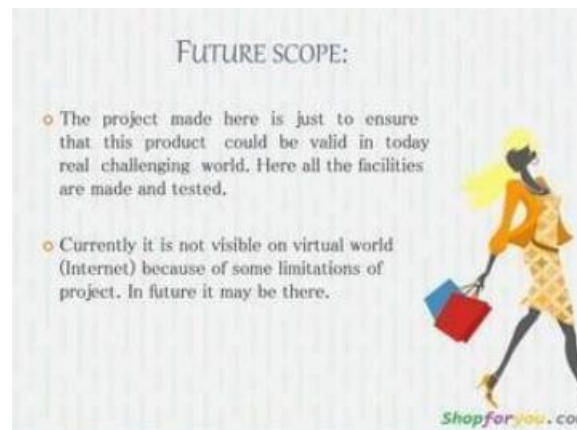 FUTURE SCOPE:
The project made here is just to ensure
that this product could be valid in today
real challenging world. Here all the facilities
are made and tested.
Currently it is not visible on virtual world
(Internet) because of some limitations of
project. In future it may be there.
Shopforyou.co